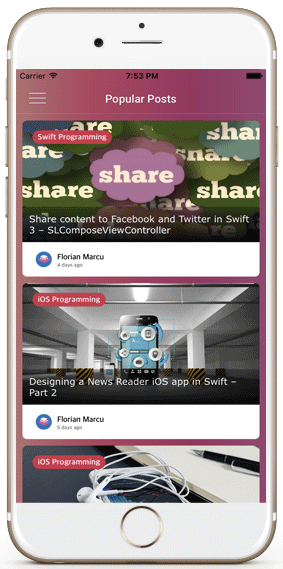 Carrier 7:53 PM
Popular Posts
Swift Programming
share
share
share
share
are
are
Share content to Facebook and Twitter in Swift
3 – SLComposeViewController
Florian Marcu
4 days ago
iOS Programming
Designing a News Reader iOS app in Swift –
Part 2
Florian Marcu
5 days ago
iOS Programming